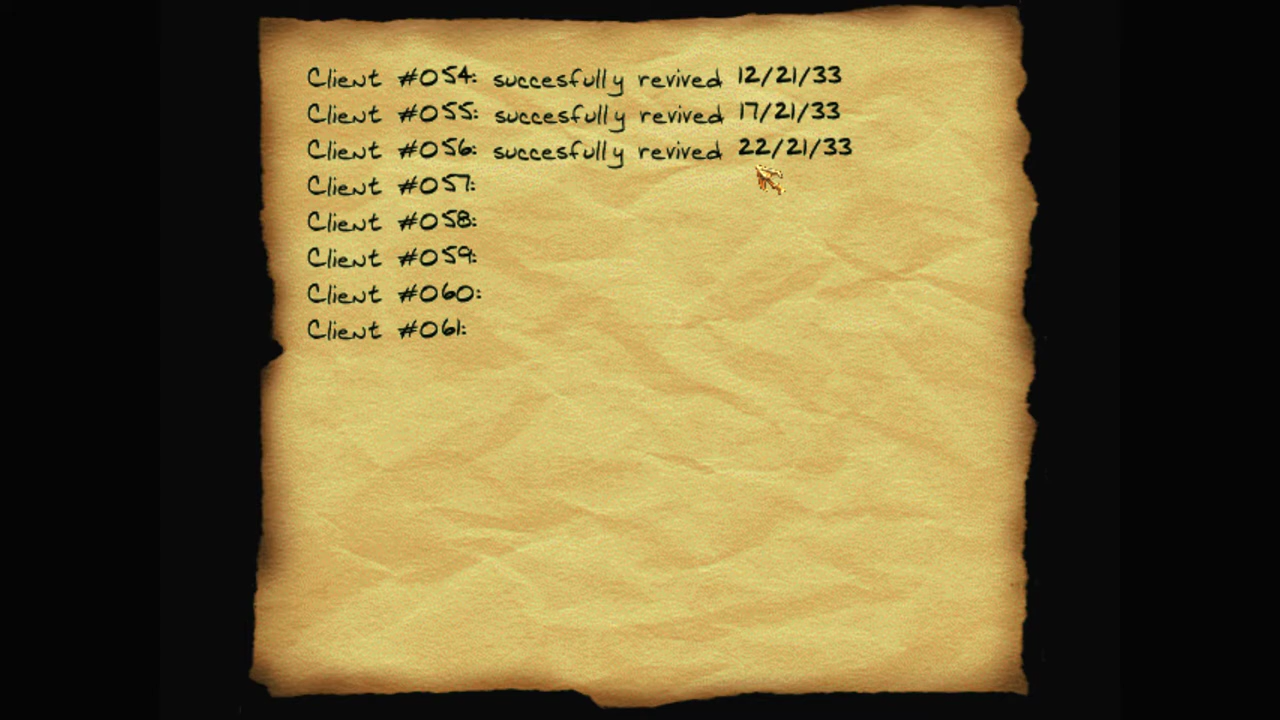 Client #054: succesfully revived 12/21/33
Client #055: succesfully revived 17/21/33
Client #056: succesfully revived 22/21/33
Client #057:
Client #058:
Client #059:
Client #060:
Client #061: